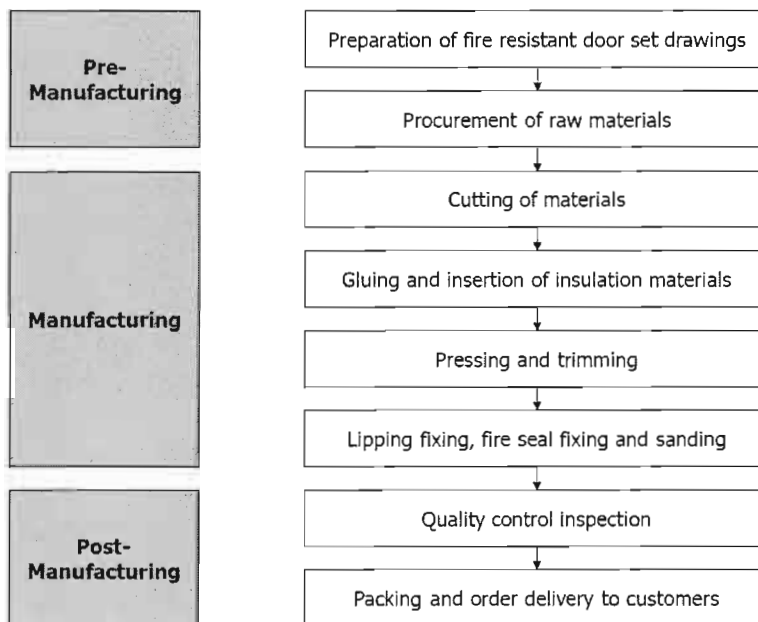 Pre-
Manufacturing
Preparation of fire resistant door set drawings
Procurement of raw materials
Manufacturing
Cutting of materials
Gluing and insertion of insulation materials
Pressing and trimming
Lipping fixing, fire seal fixing and sanding
Post-
Manufacturing
Quality control inspection
Packing and order delivery to customers